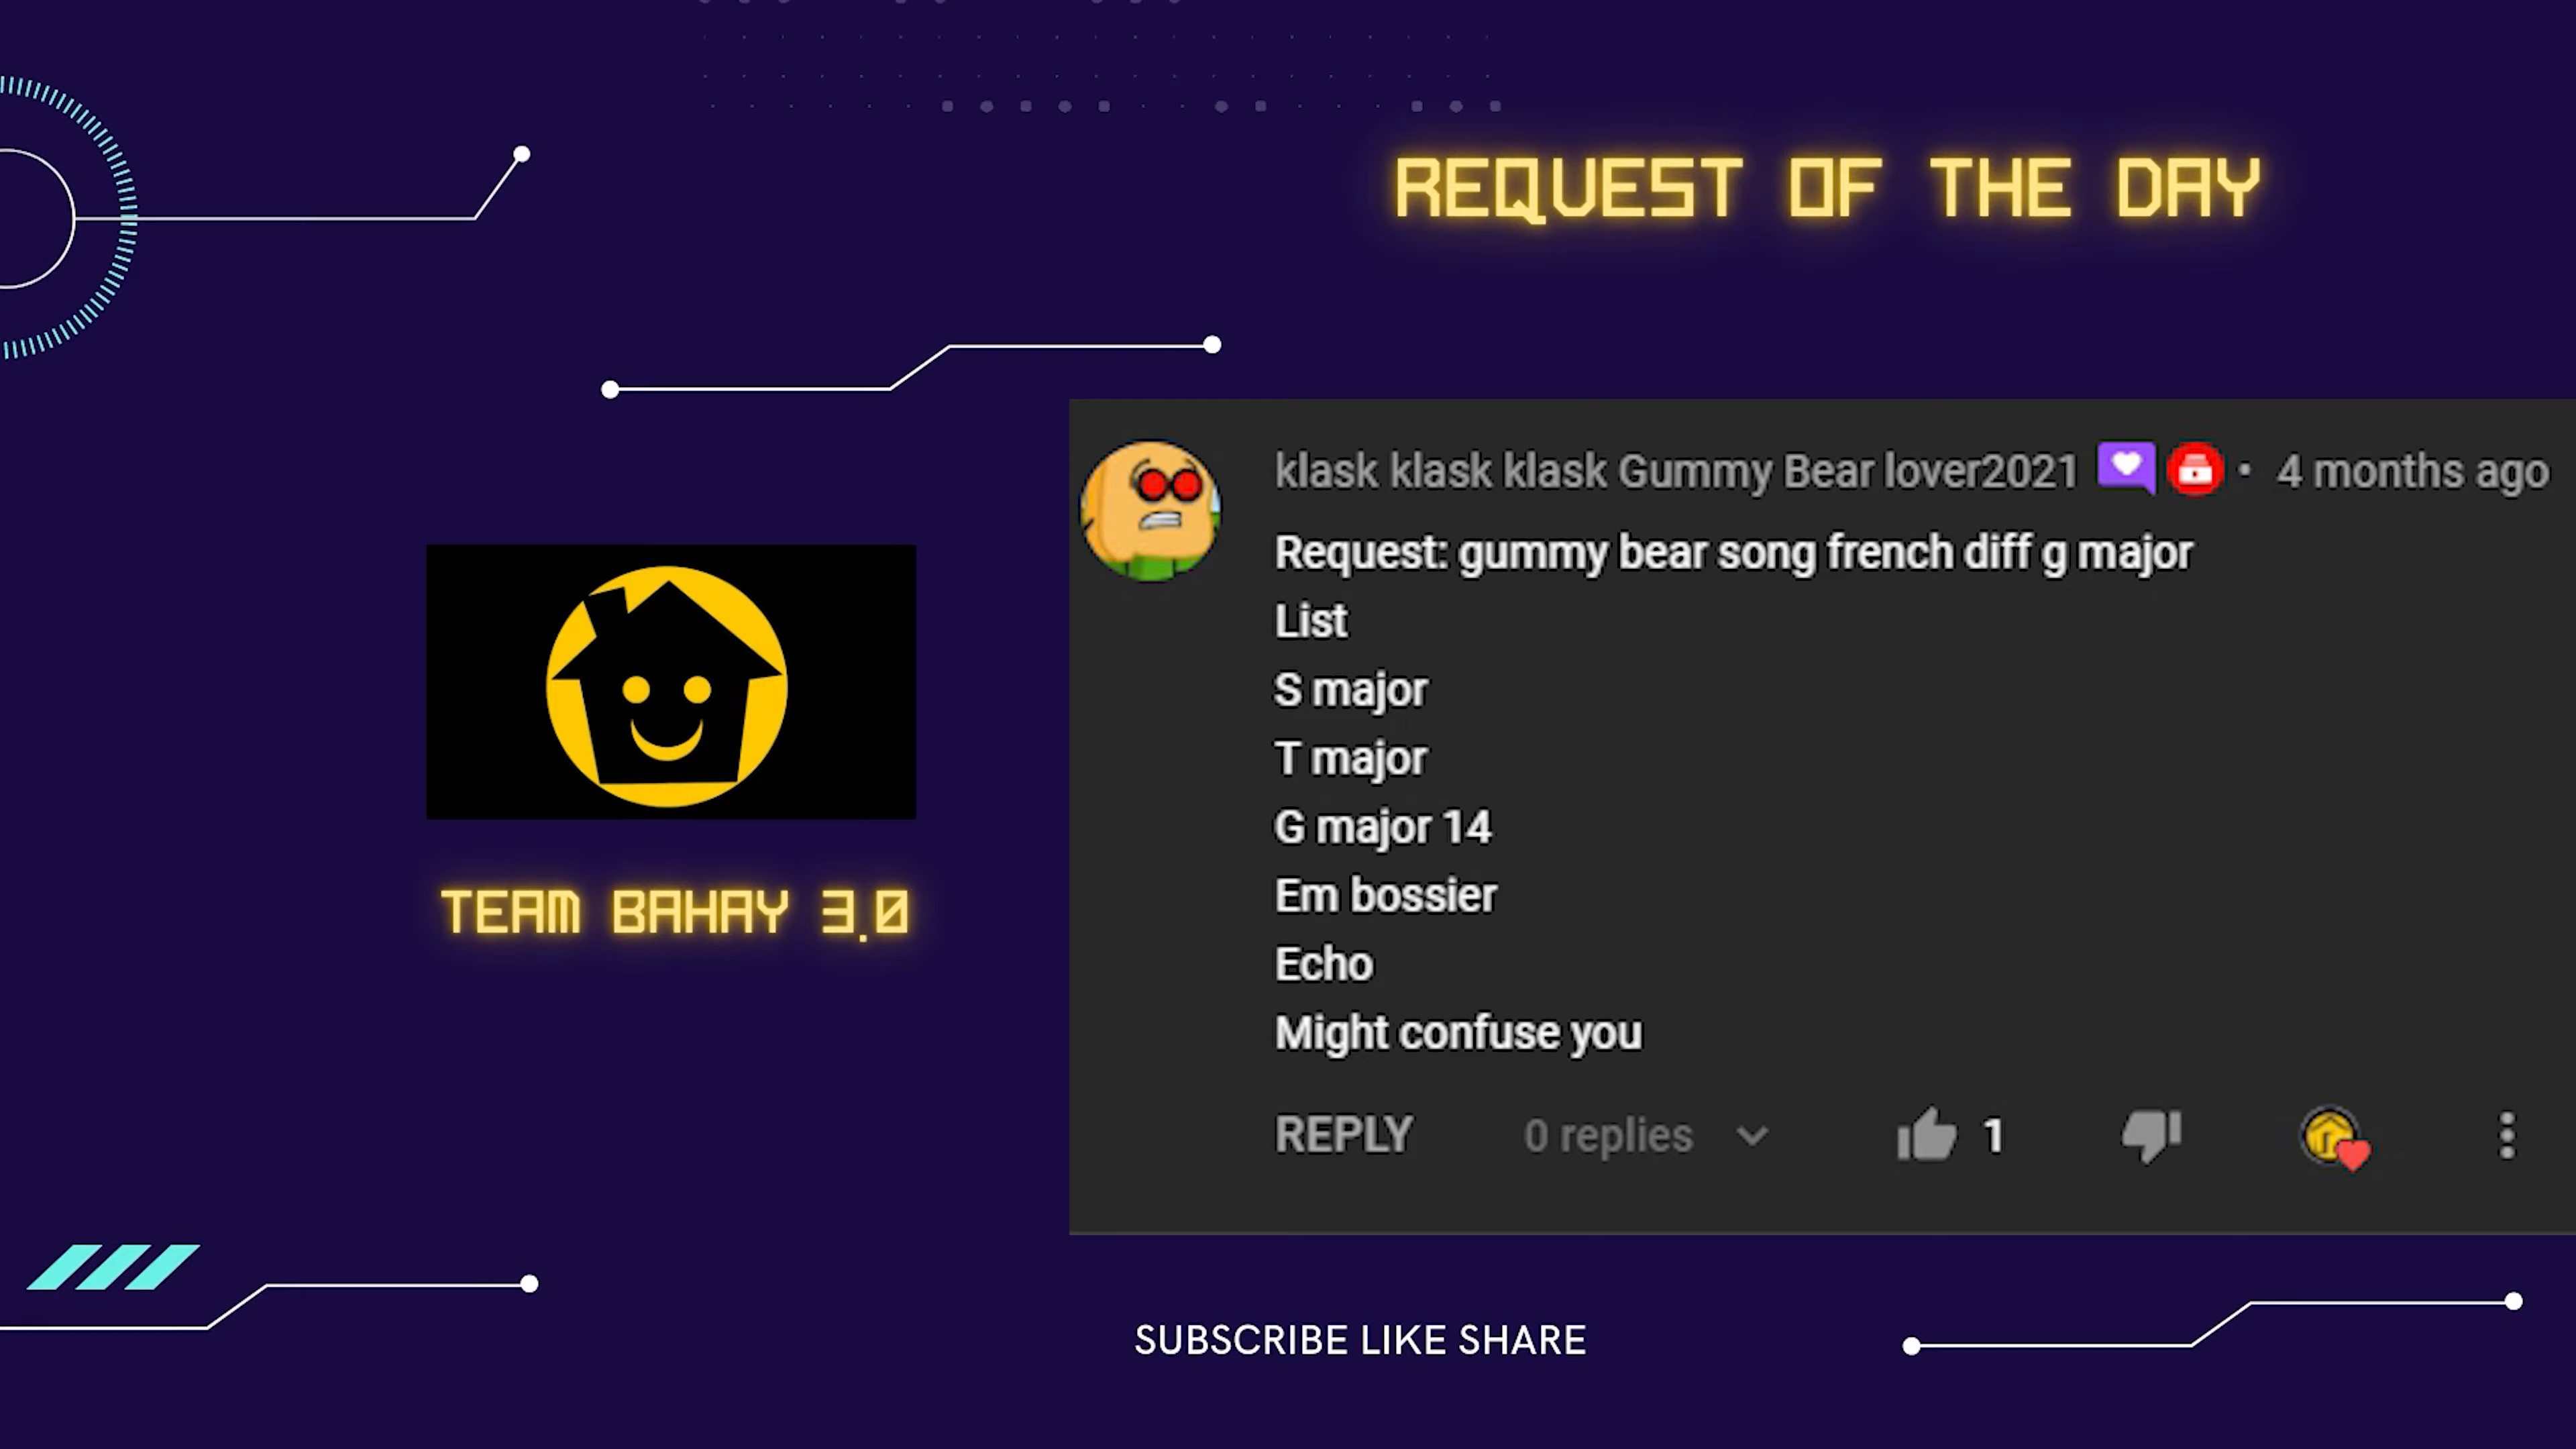 REQUEST OF THE DAY
klask klask klask Gummy Bear lover2021 • 4 months ago
Request: gummy bear song french diff g major
List
S major
T major
G major 14
Em bossier
Echo
Might confuse you
REPLY 0 replies 1
TEAM BAHAY 3.0
SUBSCRIBE LIKE SHARE